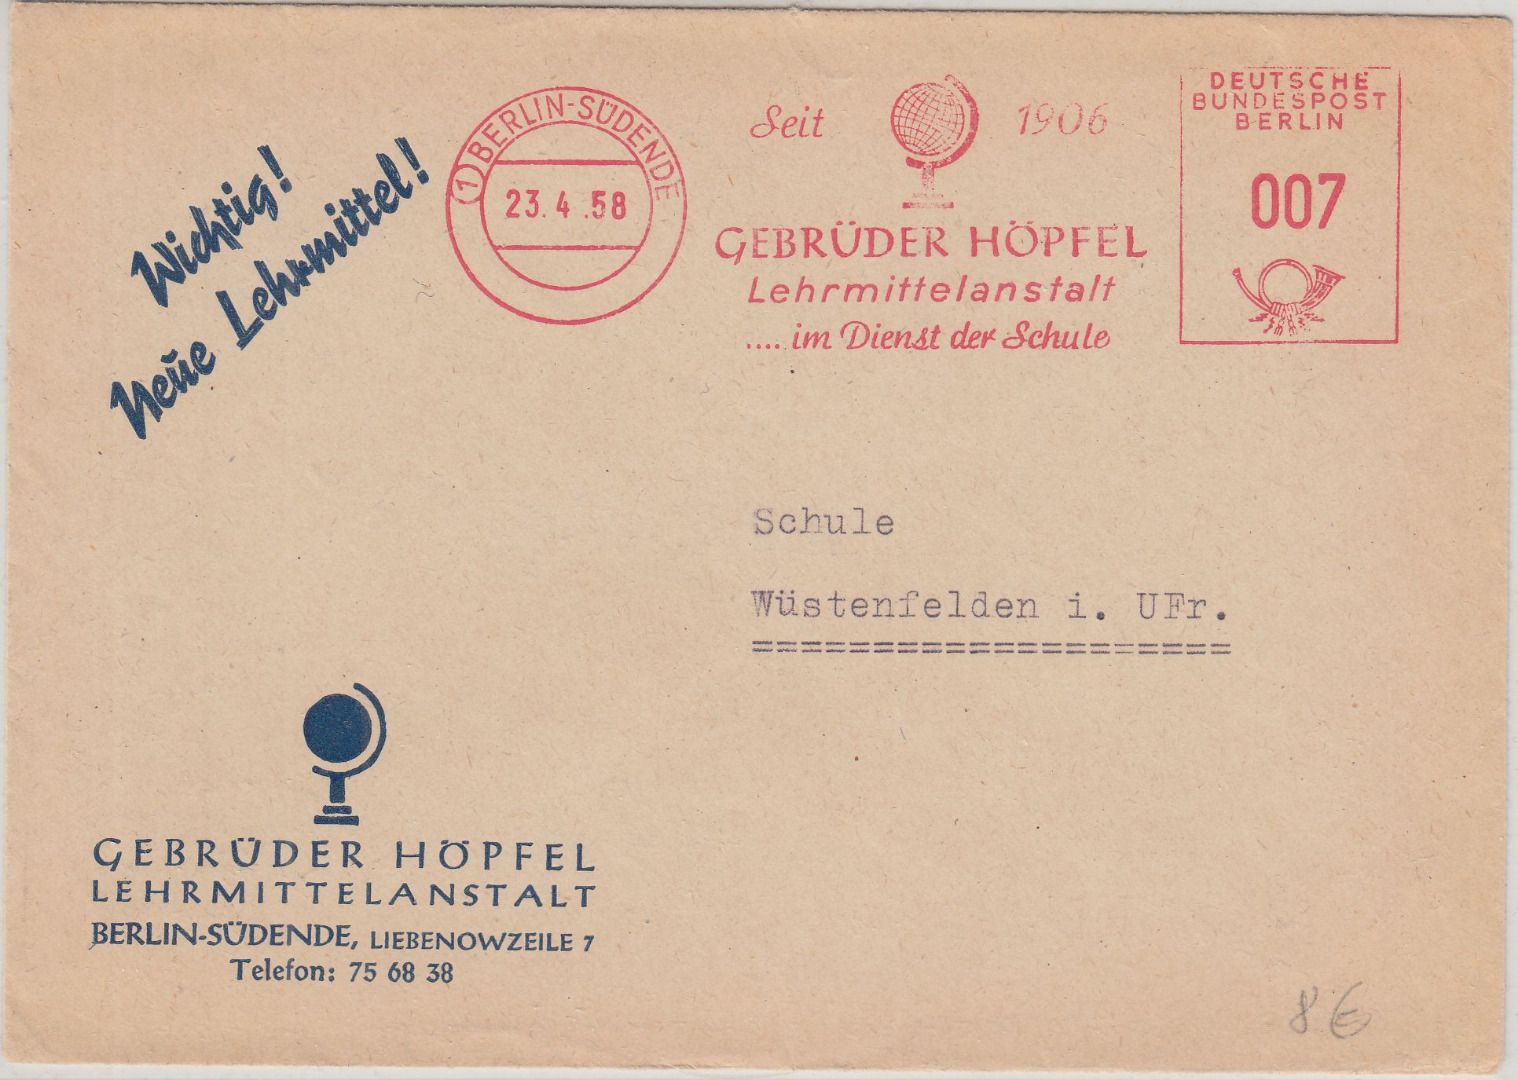 Wichtig!
Neue Lehrmittel!
(1) BERLIN-SÜDENDE
23.4.58
Seit 1906
GEBRÜDER HÖPFEL
Lehrmittelanstalt
.... im Dienst der Schule
DEUTSCHE
BUNDESPOST
BERLIN
007
Schule
Wüstenfelden i. UFr.
====================
GEBRÜDER HÖPFEL
LEHRMITTELANSTALT
BERLIN-SÜDENDE, LIEBENOWZEILE 7
Telefon: 75 68 38
8 €